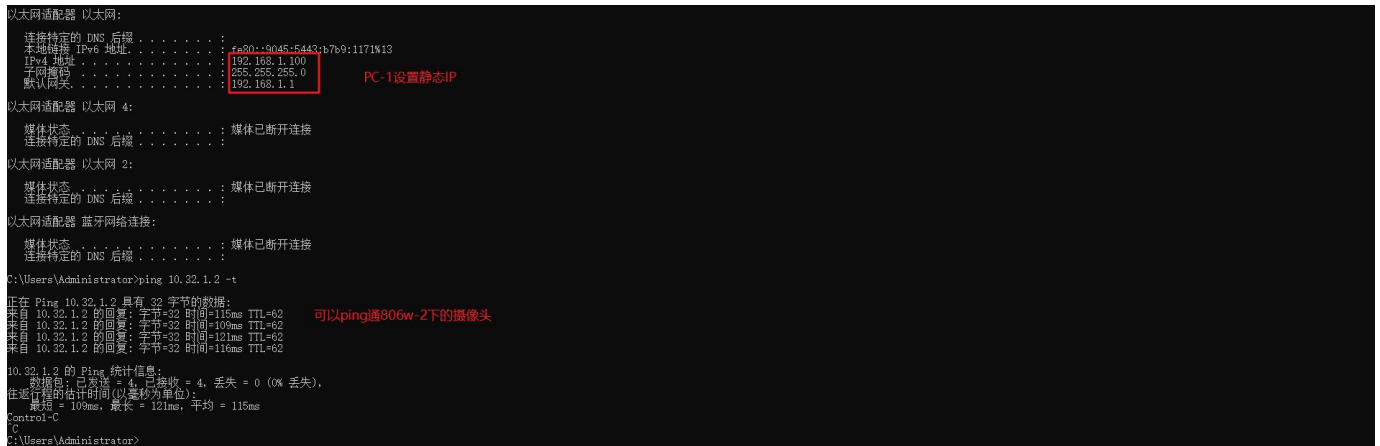 以太网适配器 以太网:
连接特定的 DNS 后缀 . . . . . . . :
本地链接 IPv6 地址. . . . . . . . : fe80::9045:5443:b7b9:1171%13
IPv4 地址 . . . . . . . . . . . . : 192.168.1.100
子网掩码 . . . . . . . . . . . . : 255.255.255.0
默认网关. . . . . . . . . . . . . : 192.168.1.1
PC-1设置静态IP
以太网适配器 以太网 4:
媒体状态 . . . . . . . . . . . . : 媒体已断开连接
连接特定的 DNS 后缀 . . . . . . . :
以太网适配器 以太网 2:
媒体状态 . . . . . . . . . . . . : 媒体已断开连接
连接特定的 DNS 后缀 . . . . . . . :
以太网适配器 蓝牙网络连接:
媒体状态 . . . . . . . . . . . . : 媒体已断开连接
连接特定的 DNS 后缀 . . . . . . . :
C:\Users\Administrator>ping 10.32.1.2 -t
正在 Ping 10.32.1.2 具有 32 字节的数据:
来自 10.32.1.2 的回复: 字节=32 时间=115ms TTL=62
可以ping通806w-2下的摄像头
来自 10.32.1.2 的回复: 字节=32 时间=109ms TTL=62
来自 10.32.1.2 的回复: 字节=32 时间=121ms TTL=62
来自 10.32.1.2 的回复: 字节=32 时间=116ms TTL=62
10.32.1.2 的 Ping 统计信息:
数据包: 已发送 = 4, 已接收 = 4, 丢失 = 0 (0% 丢失),
往返行程的估计时间(以毫秒为单位):
最短 = 109ms, 最长 = 121ms, 平均 = 115ms
Control-C
^C
C:\Users\Administrator>